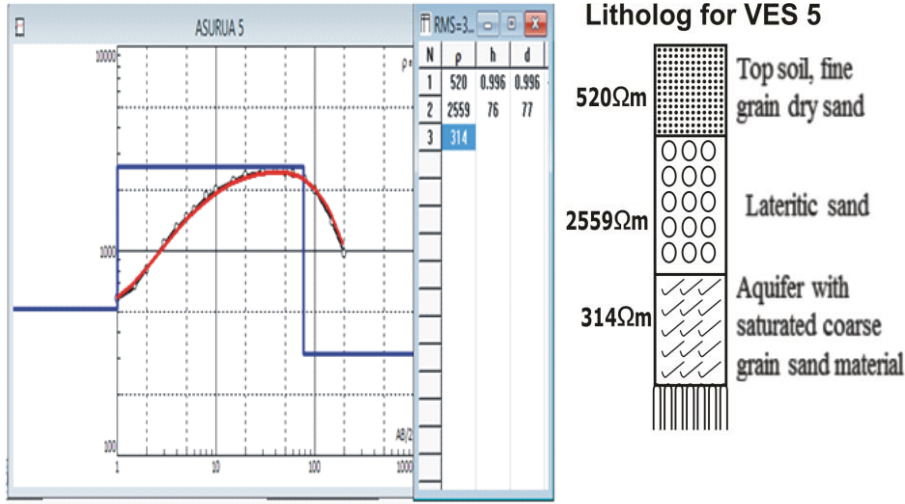 ASURUA 5
10000
1000
100
ρ =
AB/2
1 10 100 1000
RMS=3...
N ρ h d
1 520 0.996 0.996
2 2559 76 77
3 314
Litholog for VES 5
520Ωm
Top soil, fine
grain dry sand
2559Ωm
Lateritic sand
314Ωm
Aquifer with
saturated coarse
grain sand material